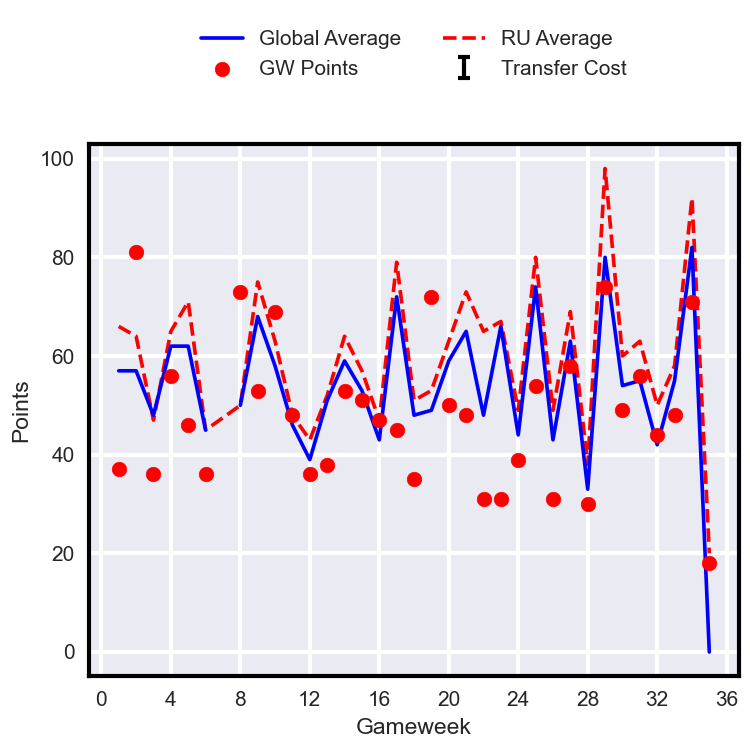 Global Average
RU Average
GW Points
Transfer Cost
100
80
60
40
20
0
Points
0 4 8 12 16 20 24 28 32 36
Gameweek